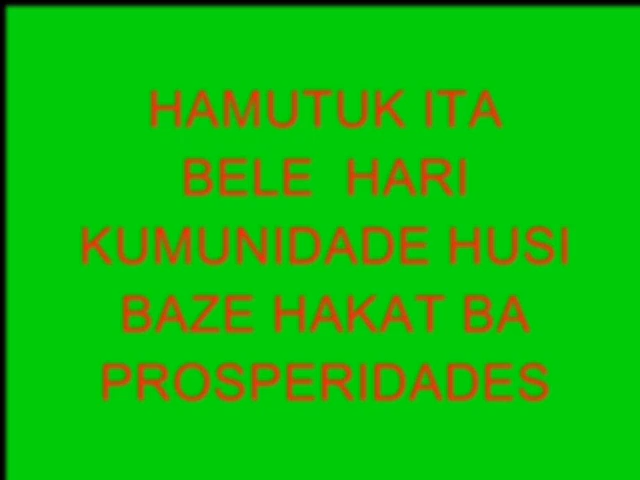 HAMUTUK ITA
BELE HARI
KUMUNIDADE HUSI
BAZE HAKAT BA
PROSPERIDADES